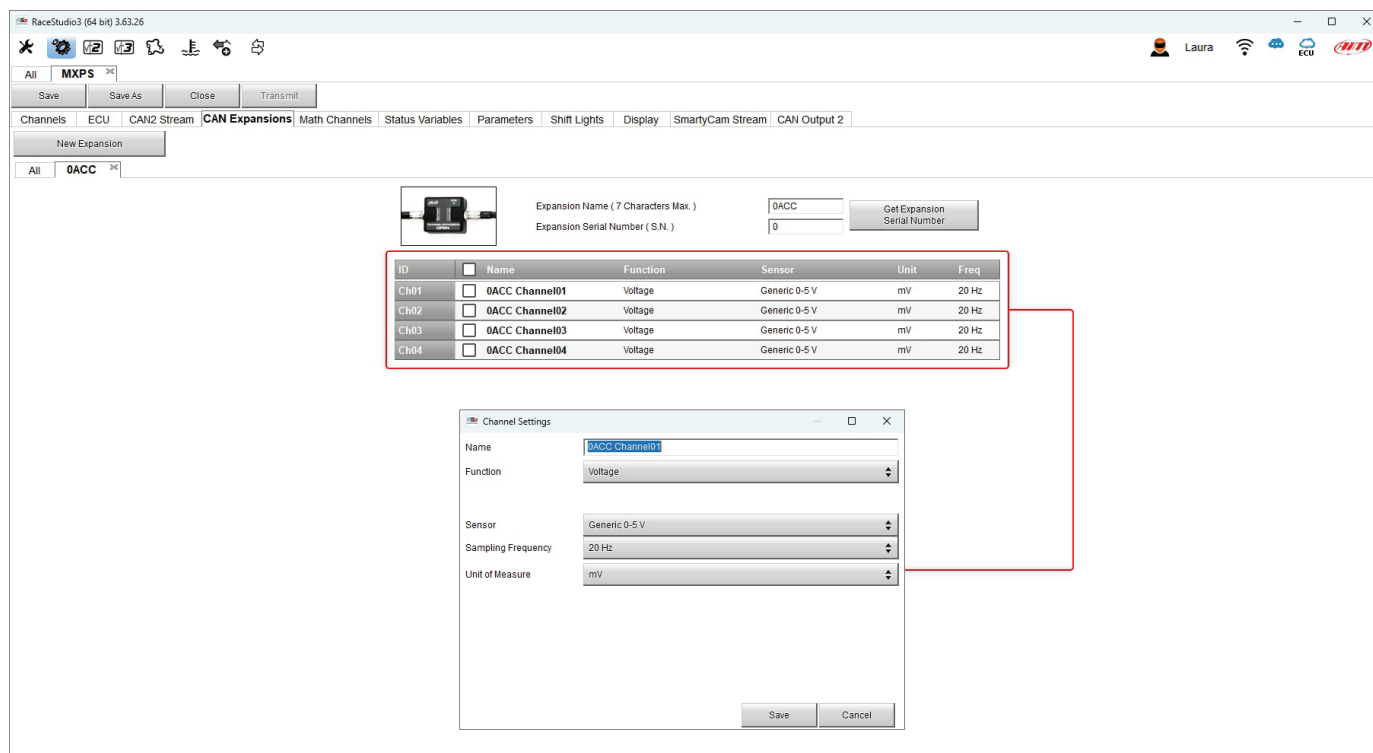 RaceStudio3 (64 bit) 3.63.26
Laura
ECU
All MXPS
Save Save As Close Transmit
Channels ECU CAN2 Stream CAN Expansions Math Channels Status Variables Parameters Shift Lights Display SmartyCam Stream CAN Output 2
New Expansion
All 0ACC
Expansion Name ( 7 Characters Max. ) 0ACC
Get Expansion
Serial Number
Expansion Serial Number ( S.N. ) 0
ID Name Function Sensor Unit Freq
Ch01 0ACC Channel01 Voltage Generic 0-5 V mV 20 Hz
Ch02 0ACC Channel02 Voltage Generic 0-5 V mV 20 Hz
Ch03 0ACC Channel03 Voltage Generic 0-5 V mV 20 Hz
Ch04 0ACC Channel04 Voltage Generic 0-5 V mV 20 Hz
Channel Settings
Name 0ACC Channel01
Function Voltage
Sensor Generic 0-5 V
Sampling Frequency 20 Hz
Unit of Measure mV
Save Cancel